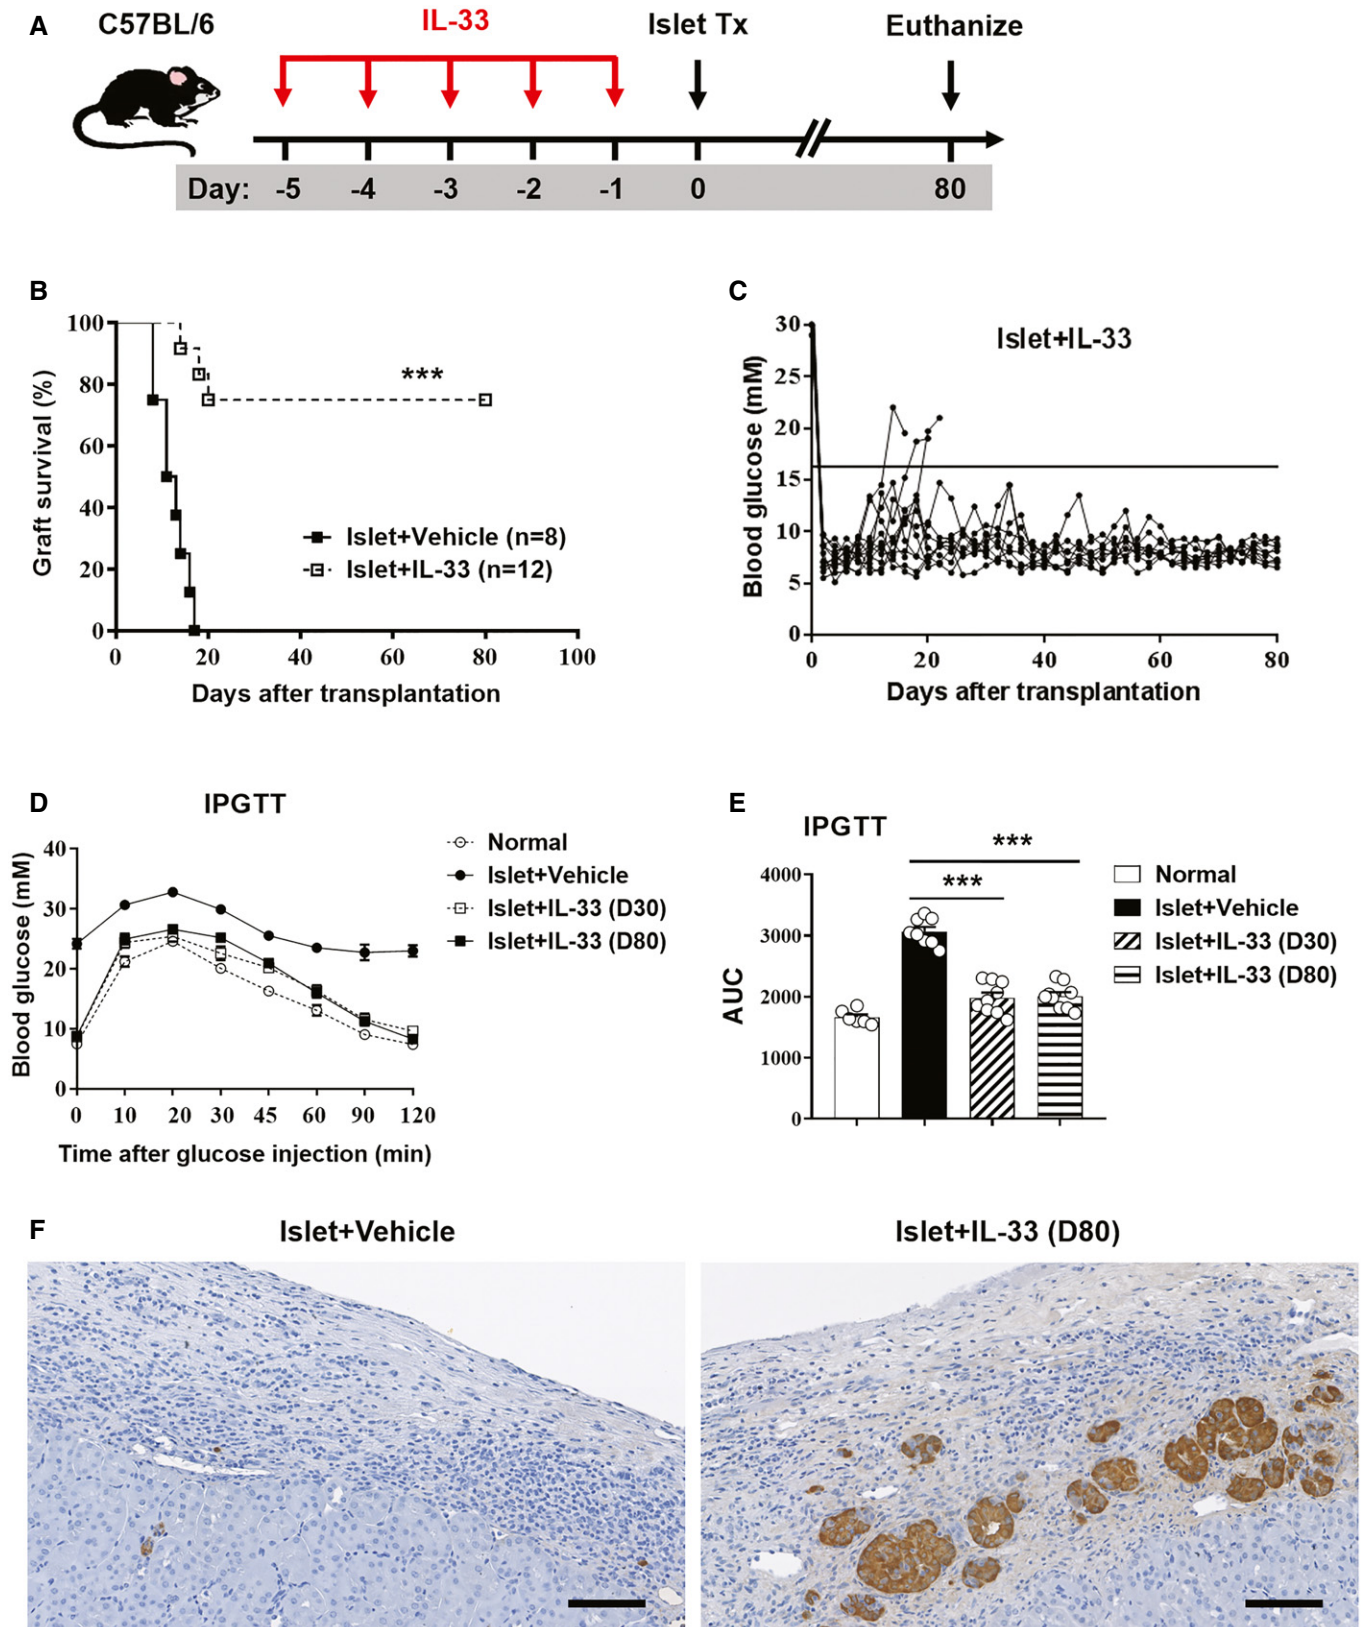 A
C57BL/6
IL-33
Islet Tx
Euthanize
Day: -5 -4 -3 -2 -1 0 80
B
Graft survival (%)
100
80
60
40
20
0
***
Islet+Vehicle (n=8)
Islet+IL-33 (n=12)
0 20 40 60 80 100
Days after transplantation
C
Islet+IL-33
Blood glucose (mM)
30
25
20
15
10
5
0
0 20 40 60 80
Days after transplantation
D
IPGTT
Blood glucose (mM)
40
30
20
10
0
0 10 20 30 45 60 90 120
Time after glucose injection (min)
Normal
Islet+Vehicle
Islet+IL-33 (D30)
Islet+IL-33 (D80)
E
IPGTT
***
***
AUC
4000
3000
2000
1000
0
Normal
Islet+Vehicle
Islet+IL-33 (D30)
Islet+IL-33 (D80)
F
Islet+Vehicle
Islet+IL-33 (D80)